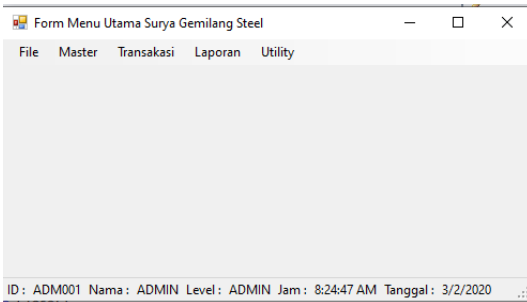 Form Menu Utama Surya Gemilang Steel
File Master Transakasi Laporan Utility
ID : ADM001 Nama : ADMIN Level : ADMIN Jam : 8:24:47 AM Tanggal : 3/2/2020